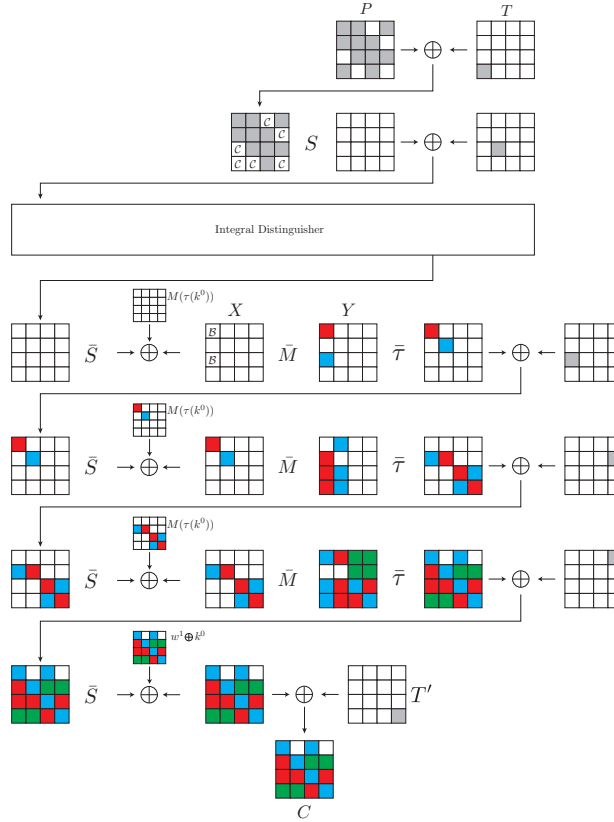 P T
C
C
C S
C C C
Integral Distinguisher
M(τ(k⁰))
X Y
B
S̄ M̄ τ̄
B
M(τ(k⁰))
S̄ M̄ τ̄
M(τ(k⁰))
S̄ M̄ τ̄
w¹⊕k⁰
S̄ T′
C